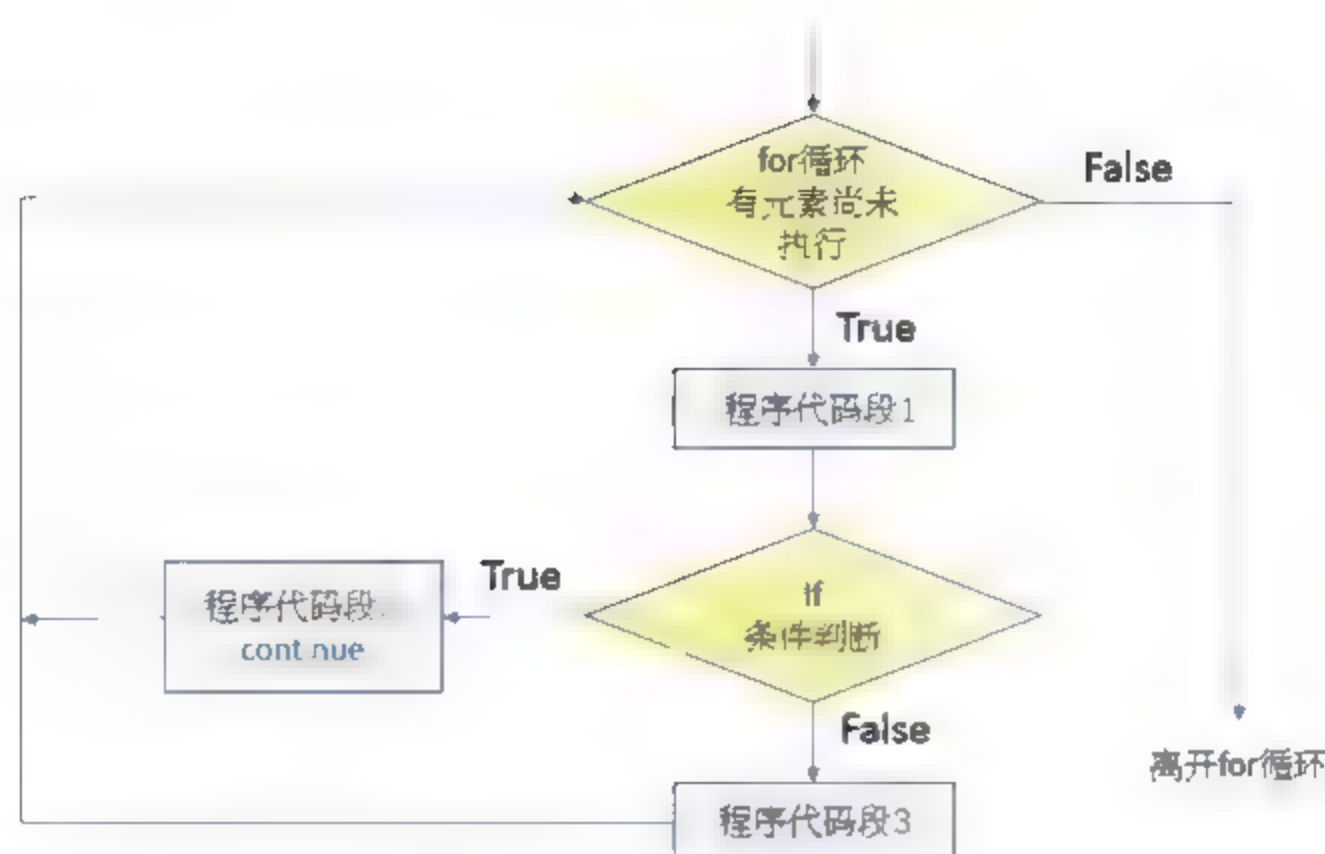 for循环
有元素尚未
执行
False
True
程序代码段1
True
if
条件判断
程序代码段
cont nue
False
离开for循环
程序代码段3